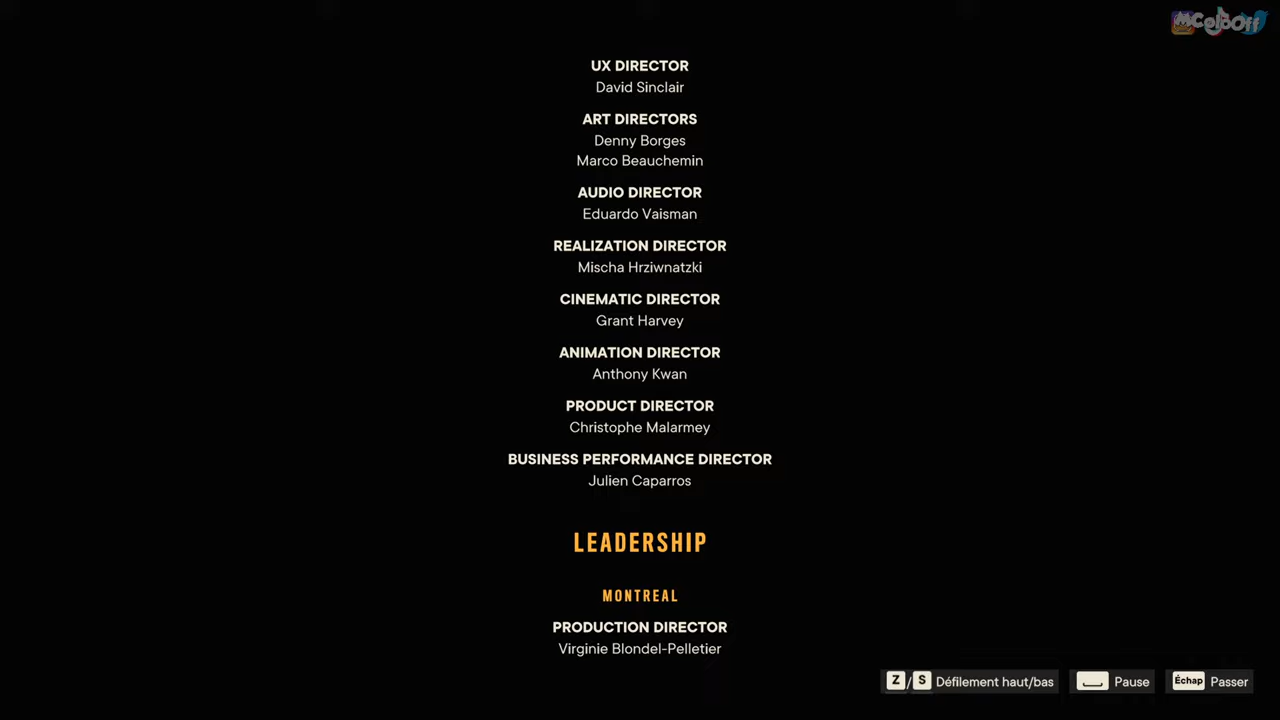 UX DIRECTOR
David Sinclair
ART DIRECTORS
Denny Borges
Marco Beauchemin
AUDIO DIRECTOR
Eduardo Vaisman
REALIZATION DIRECTOR
Mischa Hrziwnatzki
CINEMATIC DIRECTOR
Grant Harvey
ANIMATION DIRECTOR
Anthony Kwan
PRODUCT DIRECTOR
Christophe Malarmey
BUSINESS PERFORMANCE DIRECTOR
Julien Caparros
LEADERSHIP
MONTREAL
PRODUCTION DIRECTOR
Virginie Blondel-Pelletier
Z / S Défilement haut/bas Pause Échap Passer